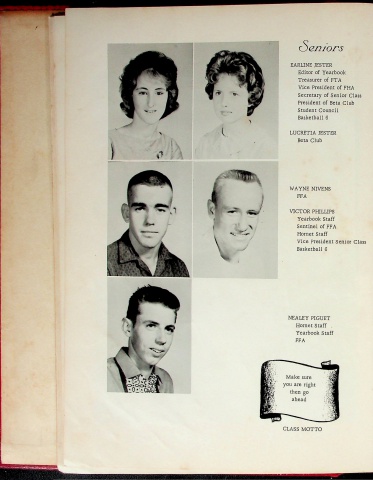 Seniors
EARLINE JESTER
Editor of Yearbook
Treasurer of FTA
Vice President of FHA
Secretary of Senior Class
President of Beta Club
Student Council
Basketball 6
LUCRETIA JESTER
Beta Club
WAYNE NIVENS
FFA
VICTOR PHILLIPS
Yearbook Staff
Sentinel of FFA
Hornet Staff
Vice President Senior Class
Basketball 6
NEALEY PIGUET
Hornet Staff
Yearbook Staff
FFA
Make sure
you are right
then go
ahead
CLASS MOTTO